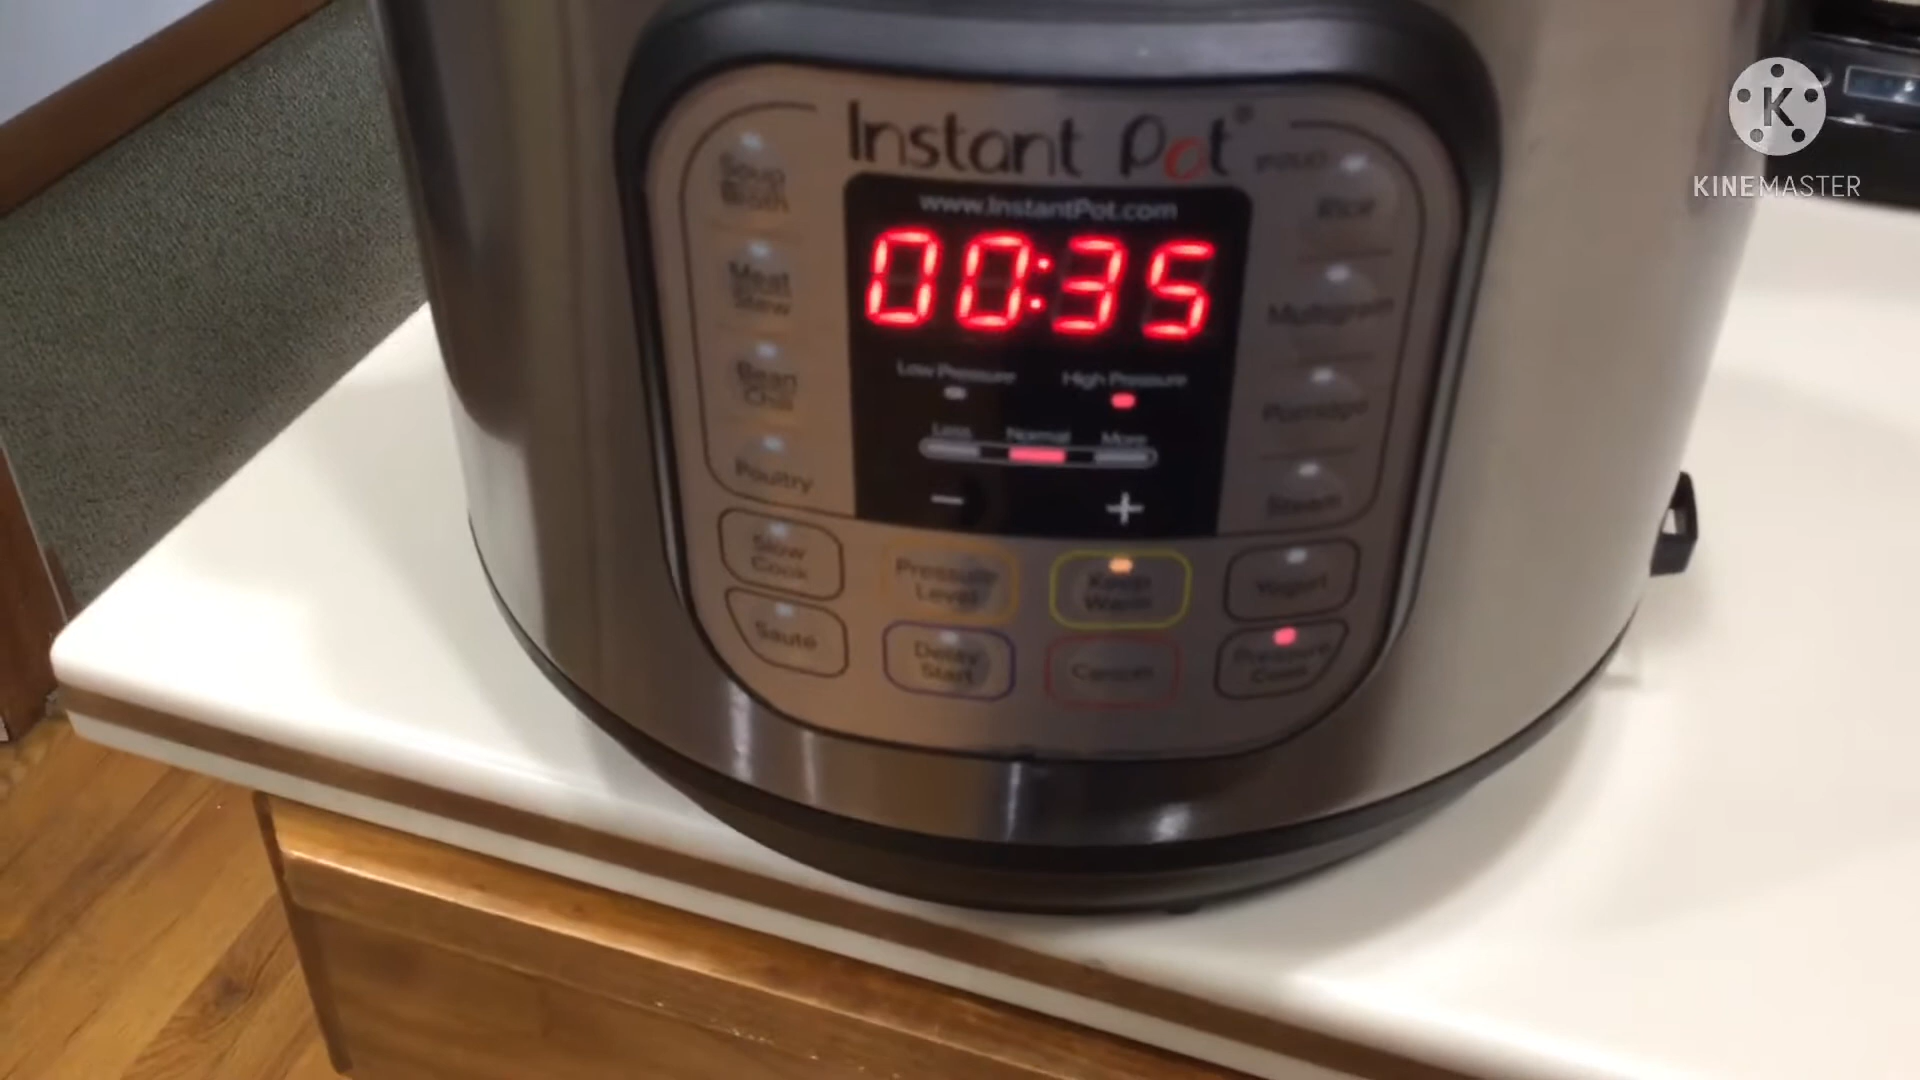 Instant Pot®
www.InstantPot.com
00:35
Low Pressure
High Pressure
Less
Normal
More
−
+
Soup
Broth
Meat
Stew
Bean
Chili
Poultry
Slow
Cook
Sauté
Pressure
Level
Delay
Start
Keep
Warm
Cancel
Rice
Multigrain
Porridge
Steam
Yogurt
Pressure
Cook
K
KINEMASTER